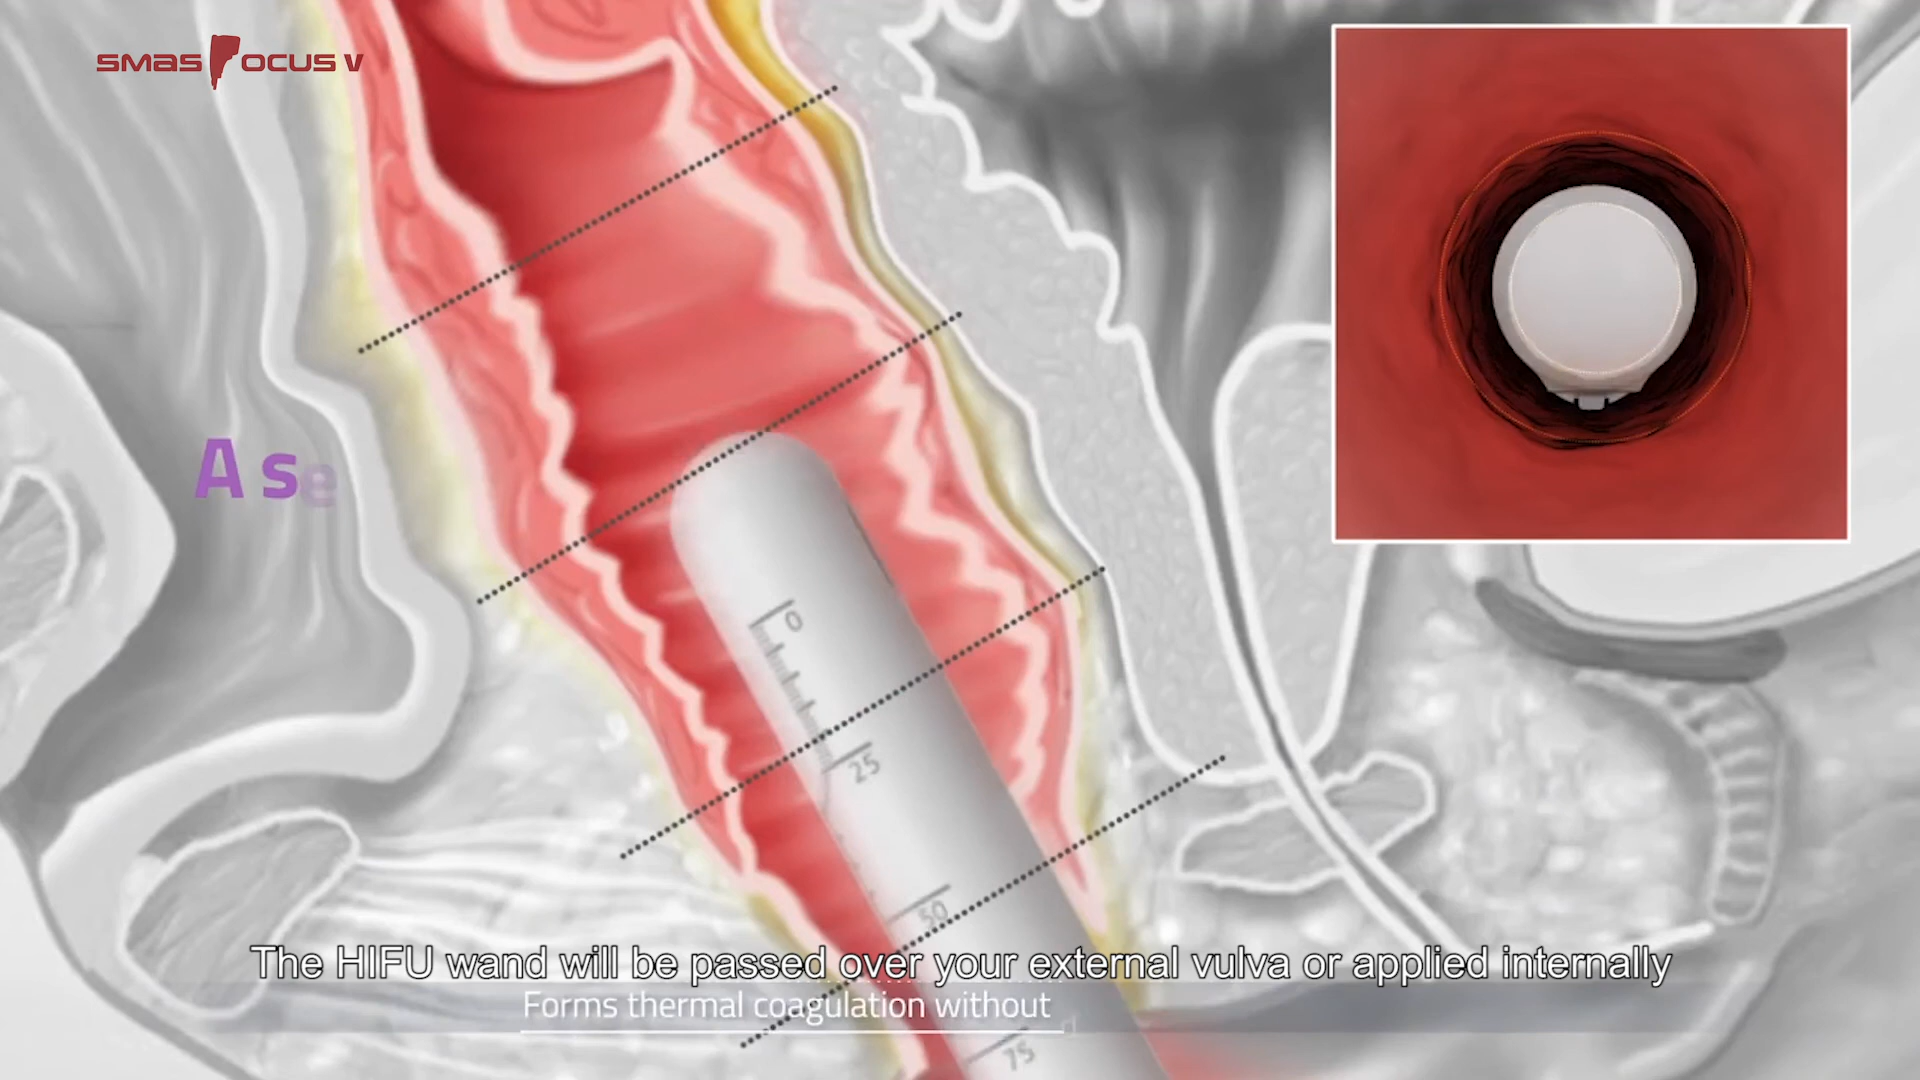 SMAS FOCUS V
A se
0
25
50
The HIFU wand will be passed over your external vulva or applied internally
Forms thermal coagulation without
75